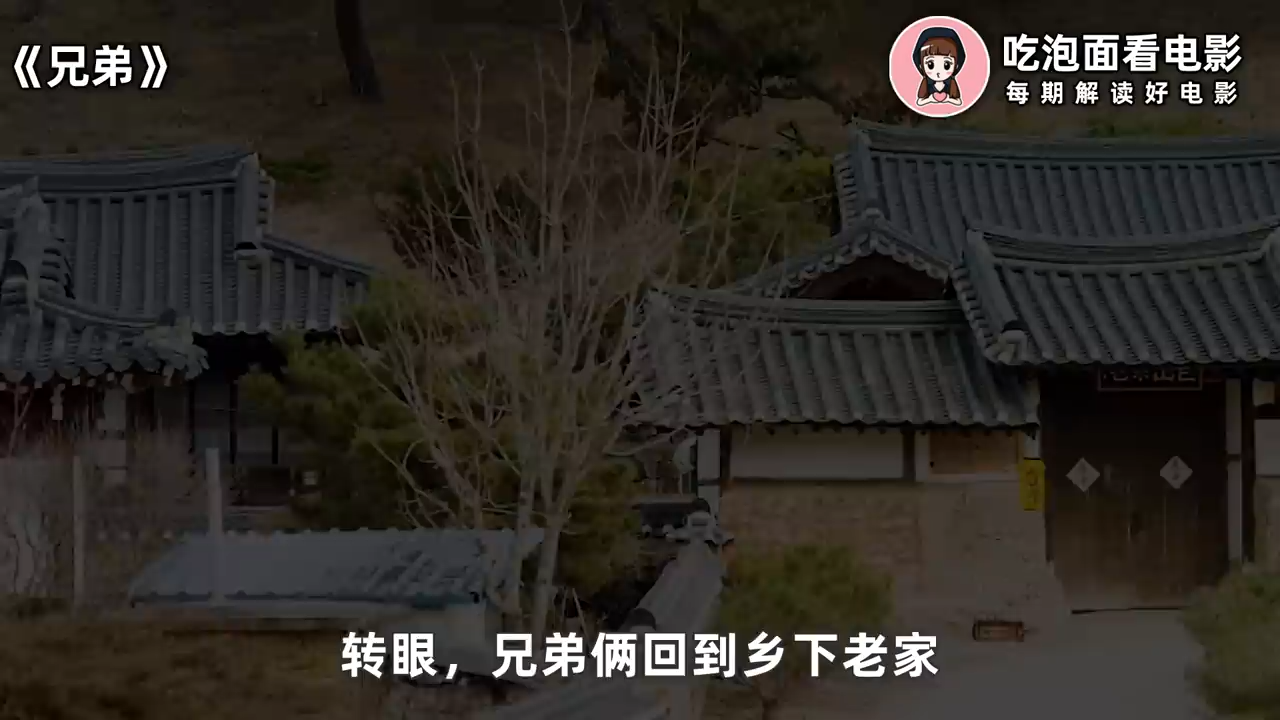 《兄弟》
吃泡面看电影
每期解读好电影
转眼，兄弟俩回到乡下老家